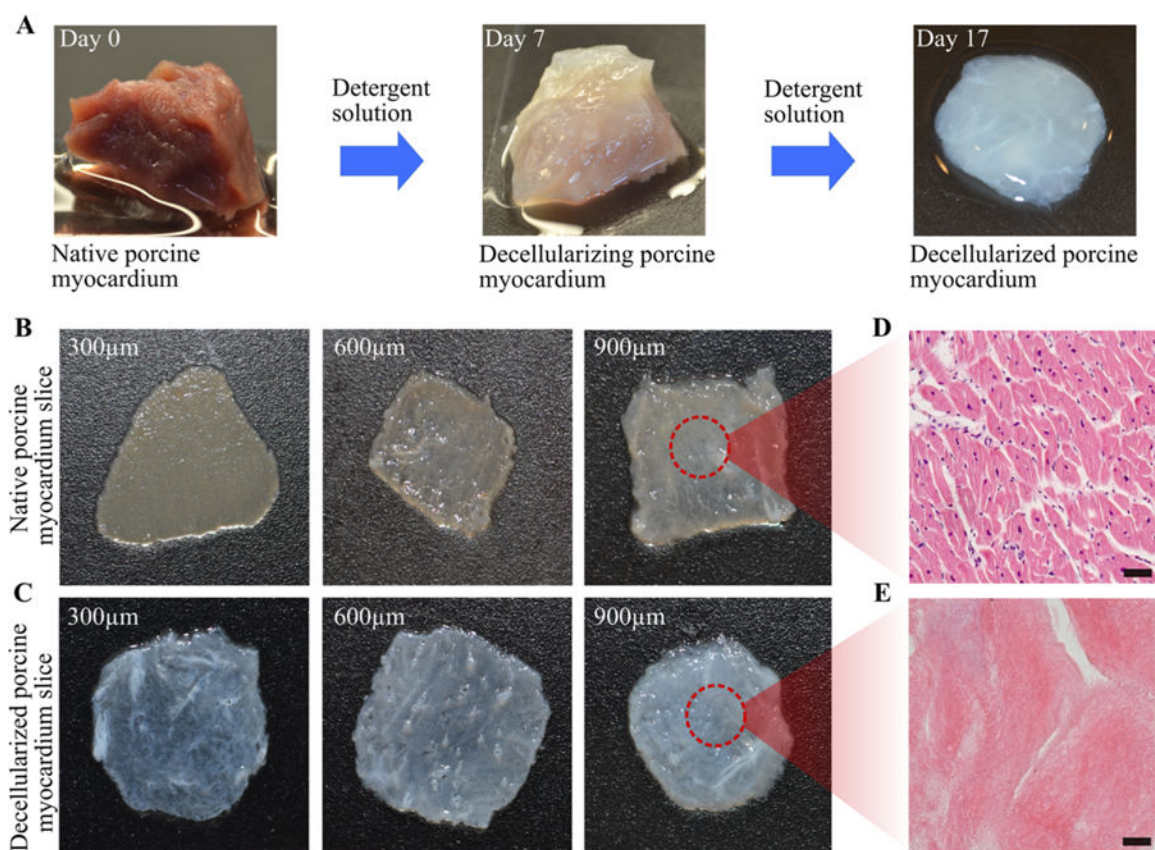 A
Day 0
Detergent
solution
Day 7
Detergent
solution
Day 17
Native porcine
myocardium
Decellularizing porcine
myocardium
Decellularized porcine
myocardium
B
Native porcine
myocardium slice
300μm
600μm
900μm
D
C
Decellularized porcine
myocardium slice
300μm
600μm
900μm
E